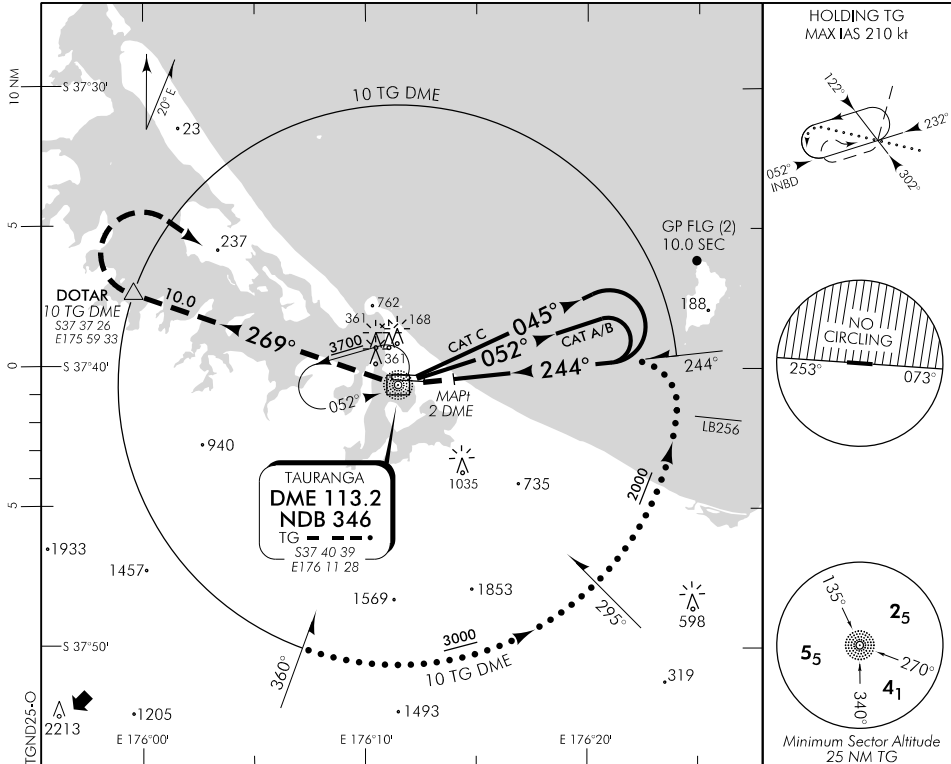 10 NM
5
0
5
S 37°30'
S 37°40'
S 37°50'
20° E
23
10 TG DME
237
DOTAR
10 TG DME
S37 37 26
E175 59 33
10.0
269°
762
361
168
361
3700
052°
CAT C
045°
052°
CAT A/B
244°
MAPt
2 DME
GP FLG (2)
10.0 SEC
188
244°
LB256
940
1035
735
TAURANGA
DME 113.2
NDB 346
TG
S37 40 39
E176 11 28
2000
1933
1457
1569
1853
295°
598
3000
10 TG DME
360°
319
1493
1205
2213
TGND25-O
E 176°00'
E 176°10'
E 176°20'
HOLDING TG
MAX IAS 210 kt
122°
232°
052°
INBD
302°
NO
CIRCLING
253°
073°
135°
25
55
270°
41
340°
Minimum Sector Altitude
25 NM TG